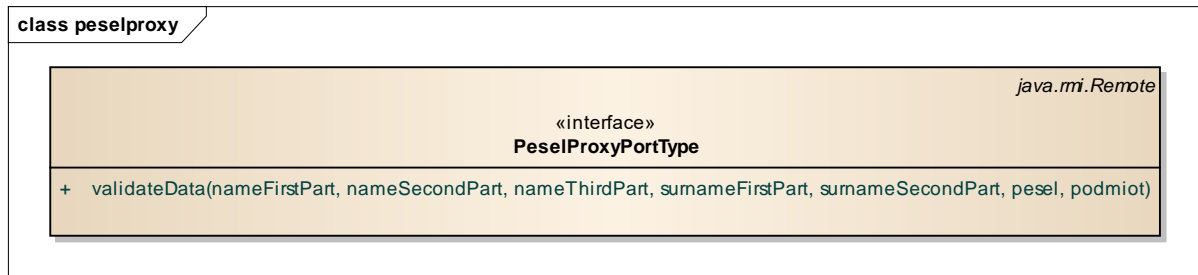 class peselproxy
java.rmi.Remote
«interface»
PeselProxyPortType
+ validateData(nameFirstPart, nameSecondPart, nameThirdPart, surnameFirstPart, surnameSecondPart, pesel, podmiot)